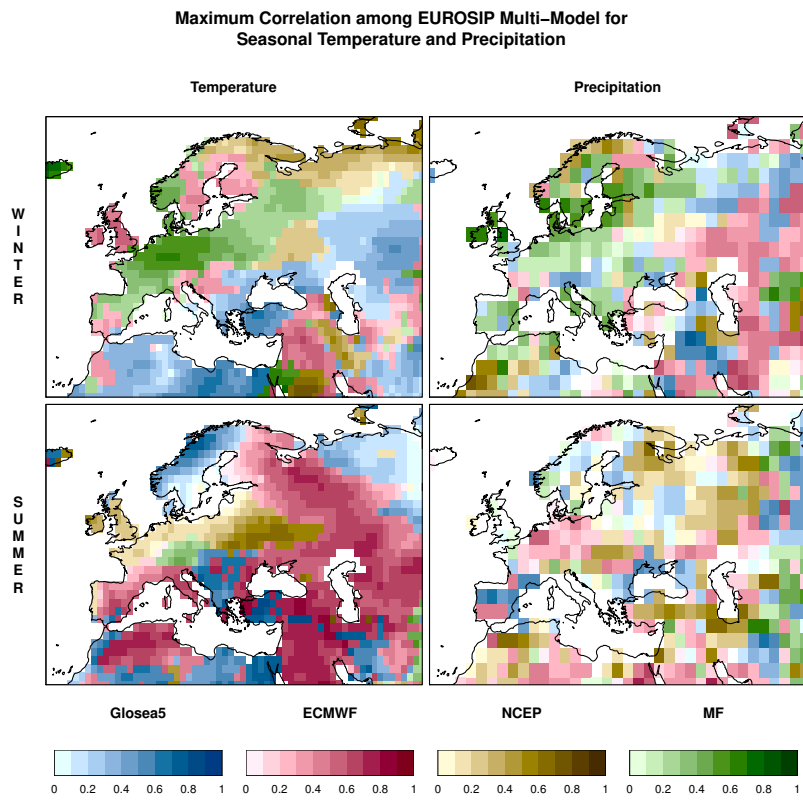 Maximum Correlation among EUROSIP Multi−Model for
Seasonal Temperature and Precipitation
Temperature
Precipitation
WINTER
SUMMER
Glosea5
ECMWF
NCEP
MF
0 0.2 0.4 0.6 0.8 1
0 0.2 0.4 0.6 0.8 1
0 0.2 0.4 0.6 0.8 1
0 0.2 0.4 0.6 0.8 1